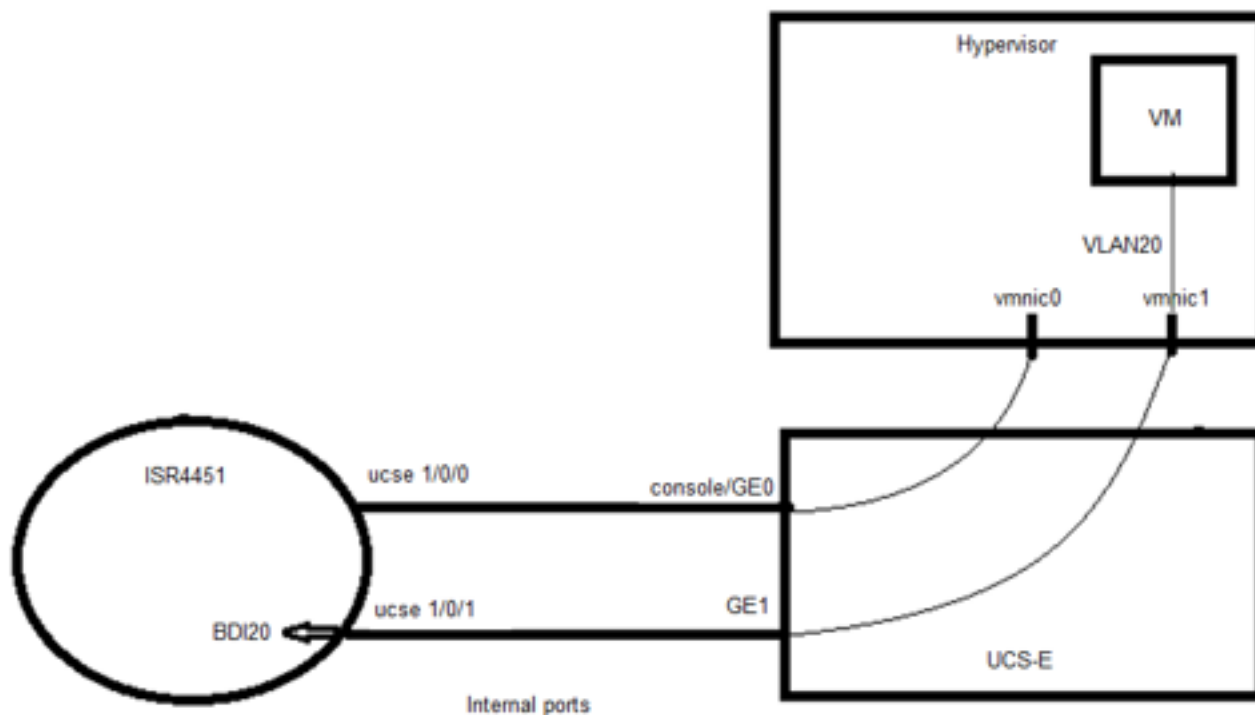 Hypervisor
VM
VLAN20
vmnic0
vmnic1
ISR4451
ucse 1/0/0
console/GE0
ucse 1/0/1
GE1
BDI20
UCS-E
Internal ports